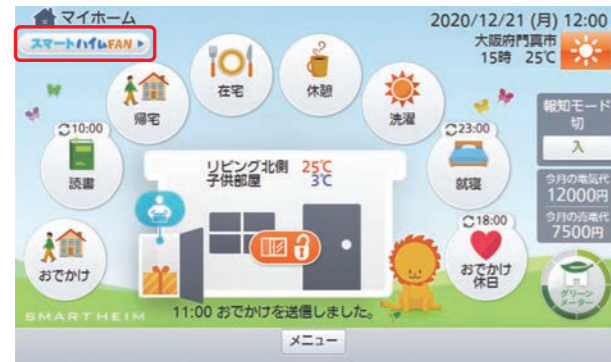 マイホーム
2020/12/21 (月) 12:00
スマートハイムFAN
大阪府門真市
15時 25℃
在宅
休憩
帰宅
洗濯
報知モード
切
入
10:00
読書
リビング北側 25℃
子供部屋 3℃
23:00
就寝
今月の電気代
12000円
今月の売電代
7500円
18:00
おでかけ
おでかけ
休日
グリーン
メーター
SMARTHEIM
11:00 おでかけを送信しました。
メニュー